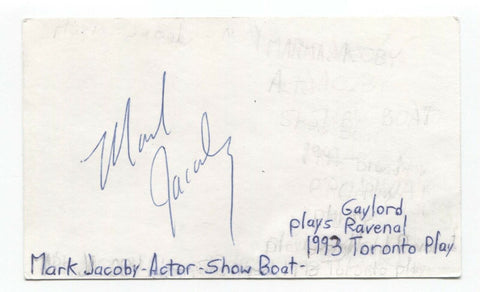 Mark
Jacoby
Gaylord
plays Ravenal
1993 Toronto Play
Mark Jacoby-Actor-Show Boat-